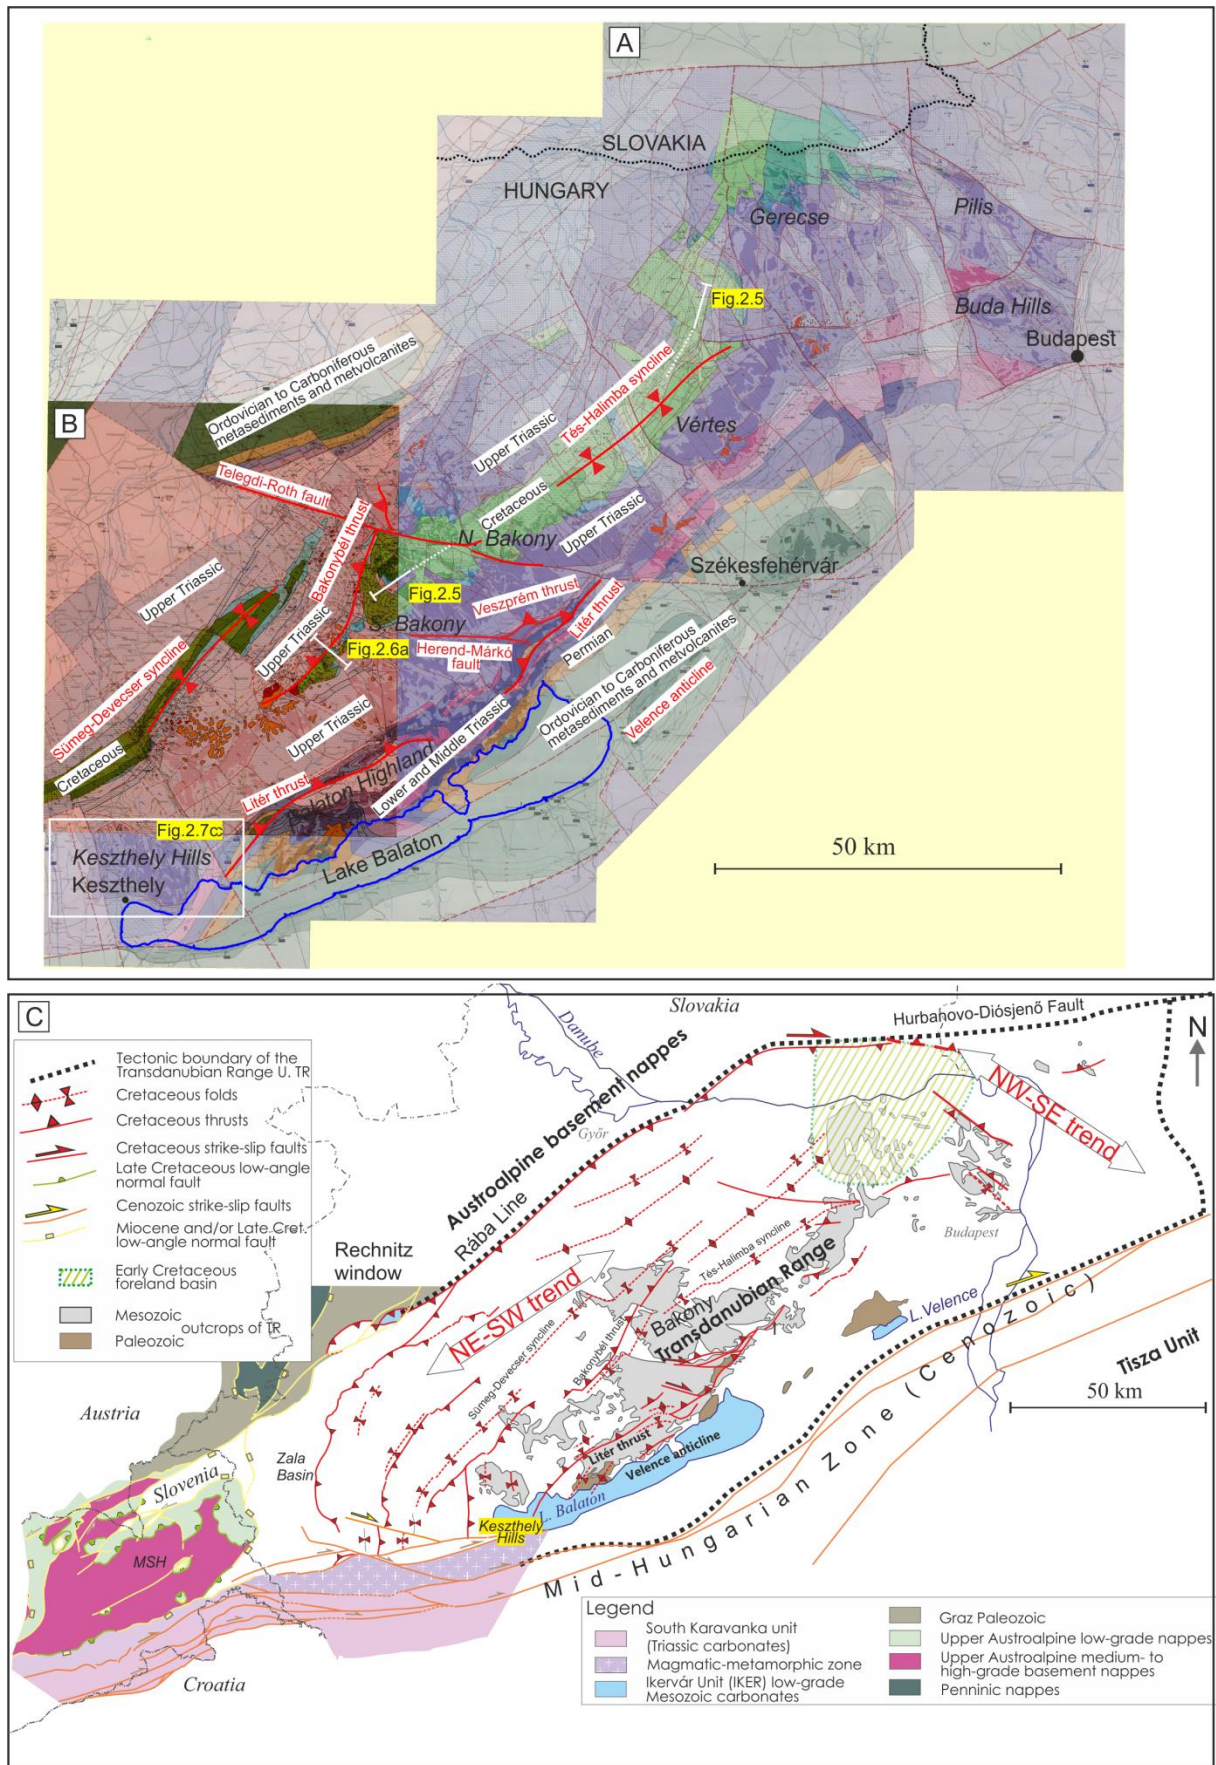 A
SLOVAKIA
HUNGARY
Gerecse
Pilis
Fig.2.5
Buda Hills
Budapest
Ordovician to Carboniferous
metasediments and metvolcanites
Tés-Halimba syncline
Upper Triassic
Vértes
B
Telegdi-Roth fault
Bakonybél thrust
Cretaceous
N. Bakony
Upper Triassic
Székesfehérvár
Upper Triassic
Fig.2.5
Veszprém thrust
Litér thrust
S. Bakony
Upper Triassic
Fig.2.6a
Herend-Márkó
fault
Permian
Ordovician to Carboniferous
metasediments and metvolcanites
Velence anticline
Sümeg-Devecser syncline
Upper Triassic
Cretaceous
Litér thrust
Balaton Highland
Lower and Middle Triassic
Fig.2.7c
Keszthely Hills
Keszthely
Lake Balaton
50 km
C
Slovakia
Hurbanovo-Diósjenő Fault
N
Danube
Tectonic boundary of the
Transdanubian Range U. TR
Cretaceous folds
Cretaceous thrusts
Cretaceous strike-slip faults
Late Cretaceous low-angle
normal fault
Cenozoic strike-slip faults
Miocene and/or Late Cret.
low-angle normal fault
Early Cretaceous
foreland basin
Mesozoic
outcrops of TR
Paleozoic
Austroalpine basement nappes
Győr
Rába Line
NW-SE trend
Budapest
Rechnitz
window
NE-SW trend
Tés-Halimba syncline
Bakony
Transdanubian Range
L. Velence
Sümeg-Devecser syncline
Bakonybél thrust
Tisza Unit
50 km
Austria
Zala
Basin
Litér thrust
Velence anticline
L. Balaton
Slovenia
Keszthely
Hills
MSH
Mid-Hungarian Zone (Cenozoic)
Croatia
Legend
South Karavanka unit
(Triassic carbonates)
Magmatic-metamorphic zone
Ikervár Unit (IKER) low-grade
Mesozoic carbonates
Graz Paleozoic
Upper Austroalpine low-grade nappes
Upper Austroalpine medium- to
high-grade basement nappes
Penninic nappes